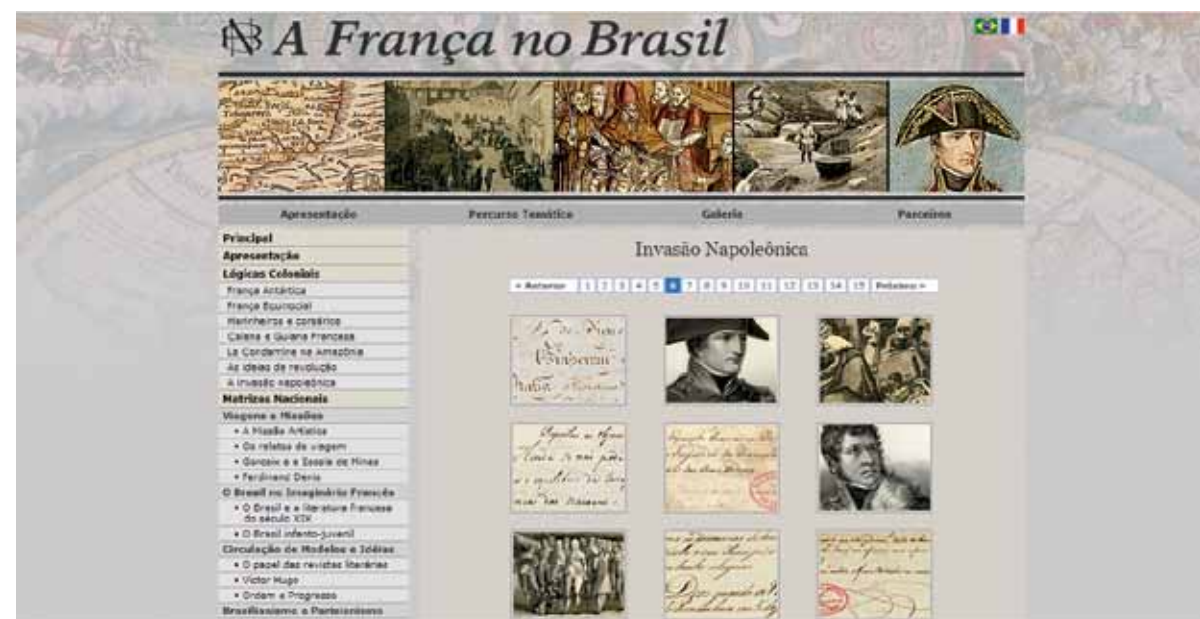 BN A França no Brasil
Apresentação Percurso Temático Galeria Parceiros
Principal
Apresentação
Lógicas Coloniais
França Antártica
França Equinocial
Marinheiros e corsários
Caiena e Guiana Francesa
La Condamine na Amazônia
As ideias da revolução
A invasão napoleônica
Matrizes Nacionais
Viagens e Missões
• A Missão Artística
• Os relatos de viagem
• Gorceix e a Escola de Minas
• Ferdinand Denis
O Brasil no Imaginário Francês
• O Brasil e a literatura francesa
do século XIX
• O Brasil infanto-juvenil
Circulação de Modelos e Idéias
• O papel das revistas literárias
• Victor Hugo
• Ordem e Progresso
Brasilianismo e Parisianismo
Invasão Napoleônica
« Anterior 1 2 3 4 5 6 7 8 9 10 11 12 13 14 15 Próximo »